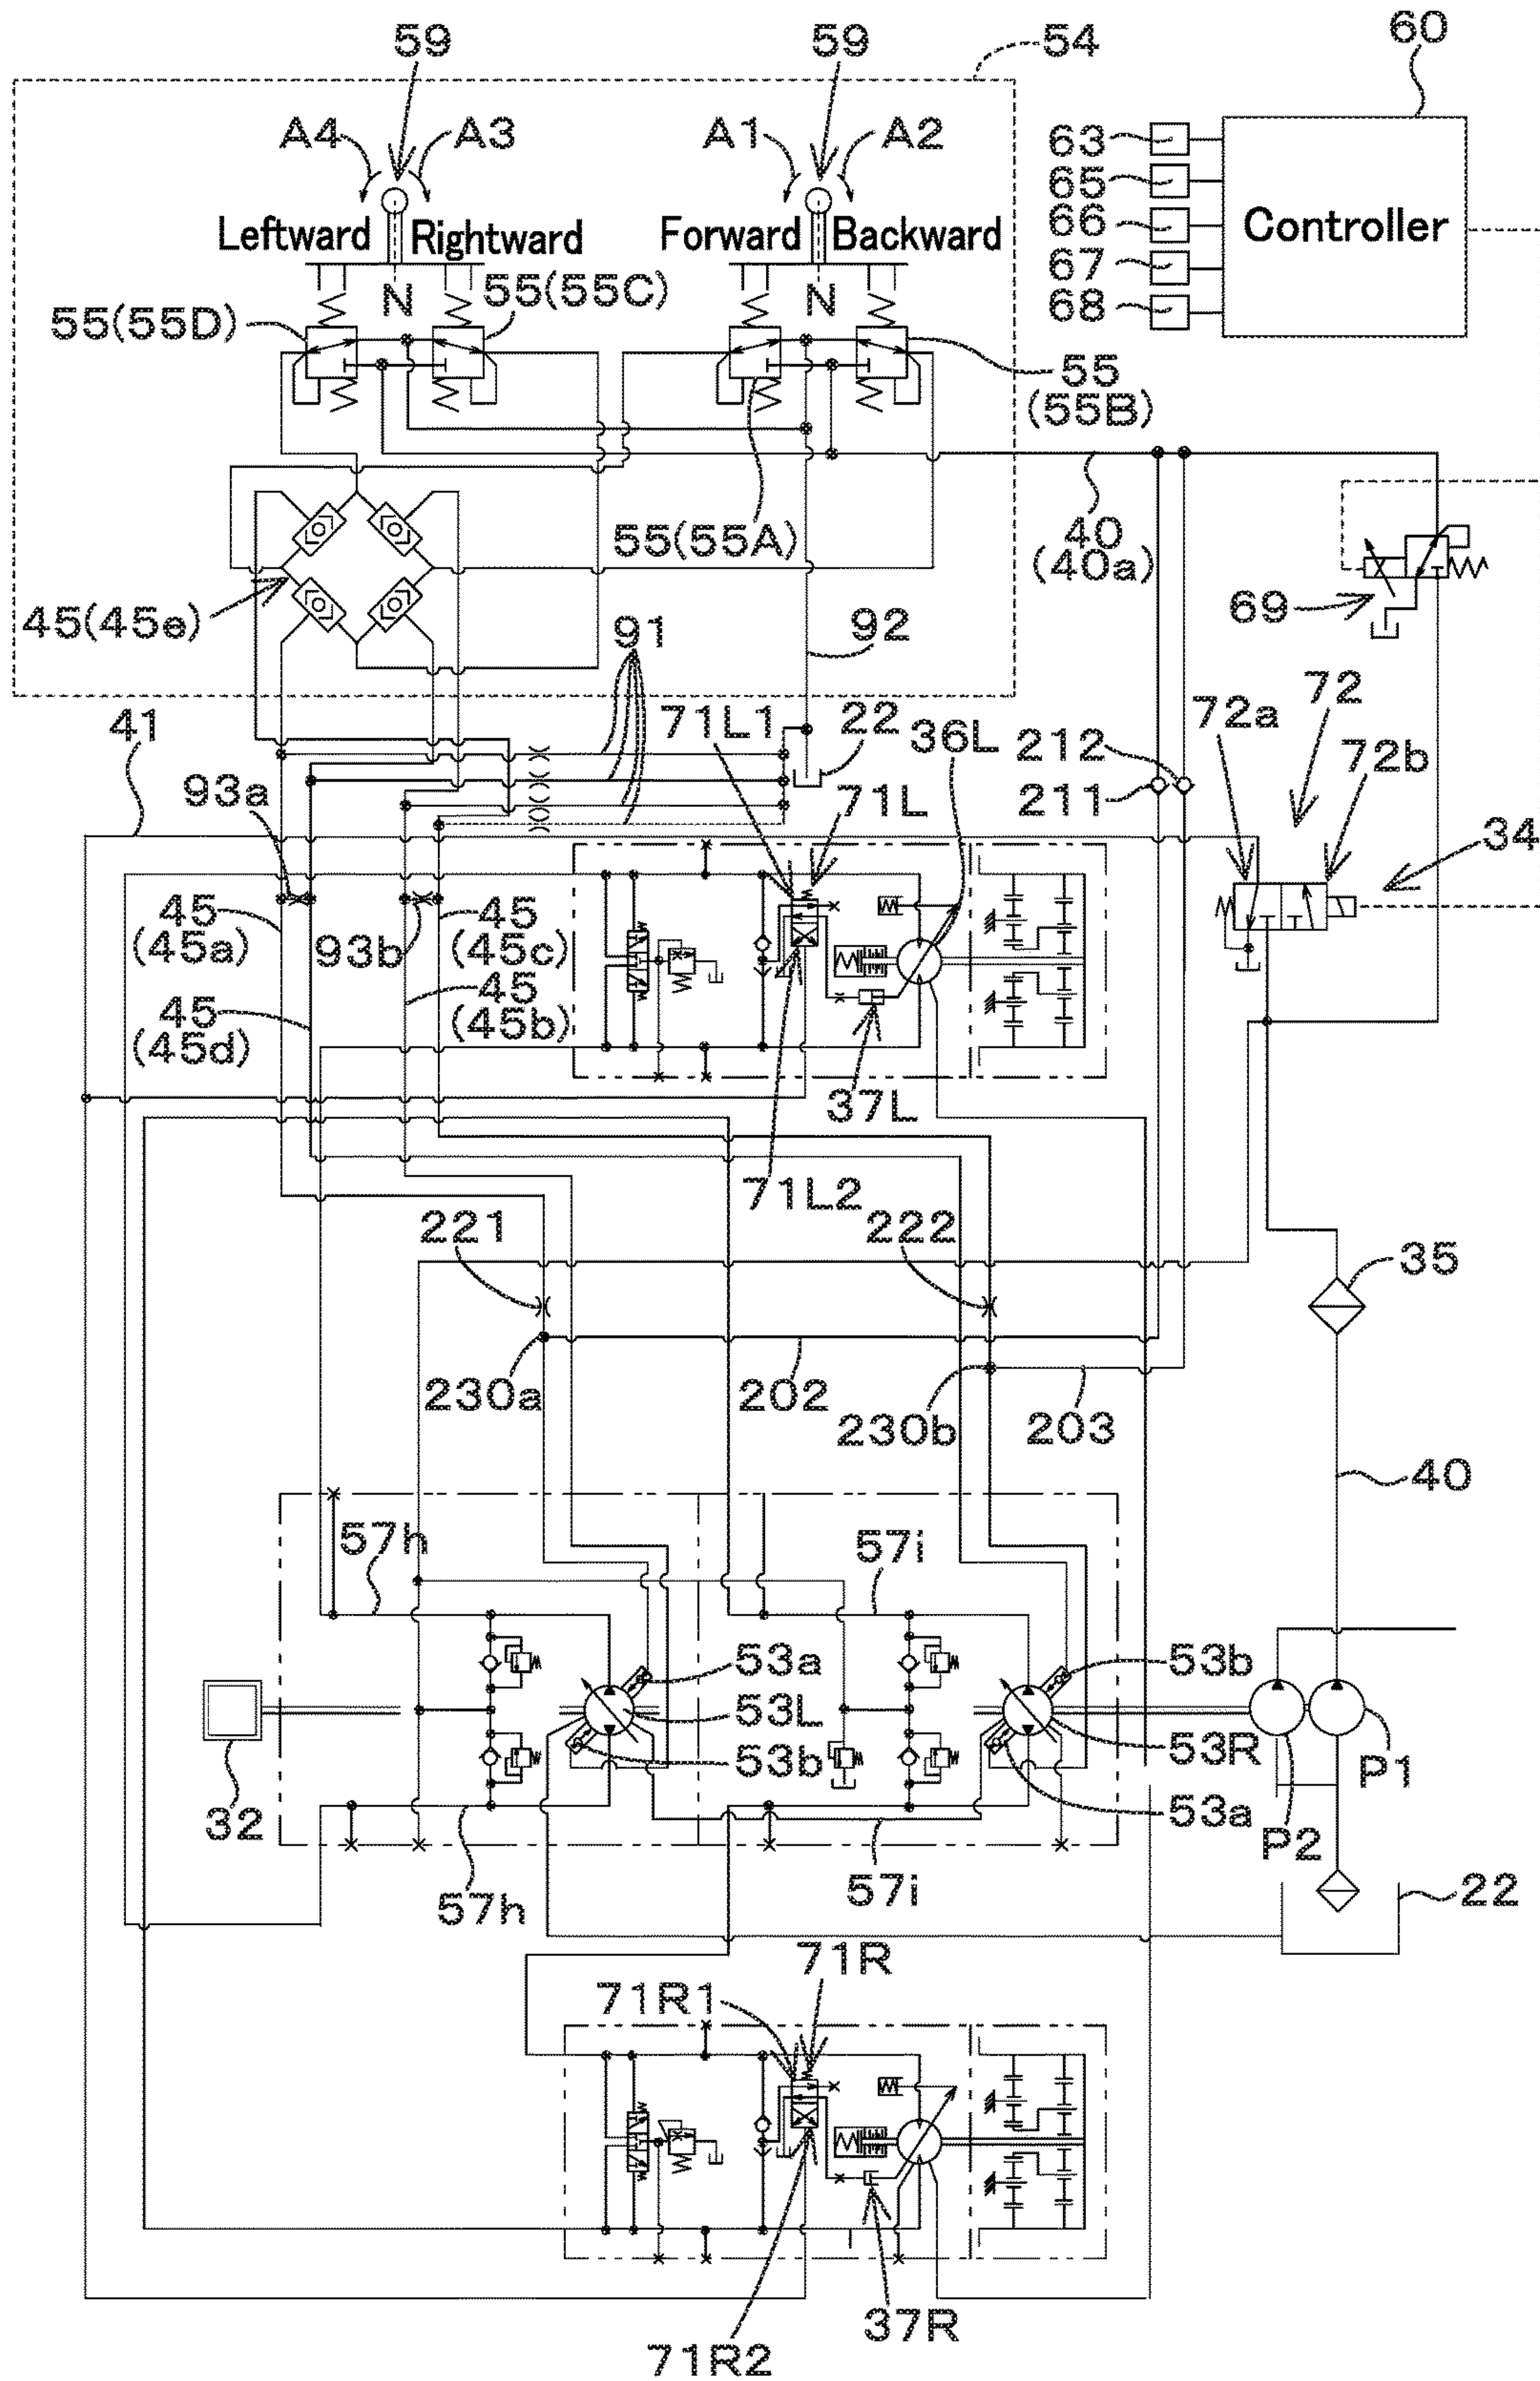 59
59
54
60
A4
A3
A1
A2
63
65
66
67
68
Controller
Leftward
Rightward
Forward
Backward
N
N
55(55D)
55(55C)
55
(55B)
55(55A)
40
(40a)
69
45(45e)
91
92
41
71L1
22
36L
212
72a
72
72b
93a
71L
211
34
45
(45a)
93b
45
(45c)
45
(45d)
45
(45b)
37L
71L2
221
222
35
230a
202
230b
203
40
57h
57i
53a
53b
53L
53R
53b
P1
32
53a
P2
57h
57i
22
71R
71R1
37R
71R2